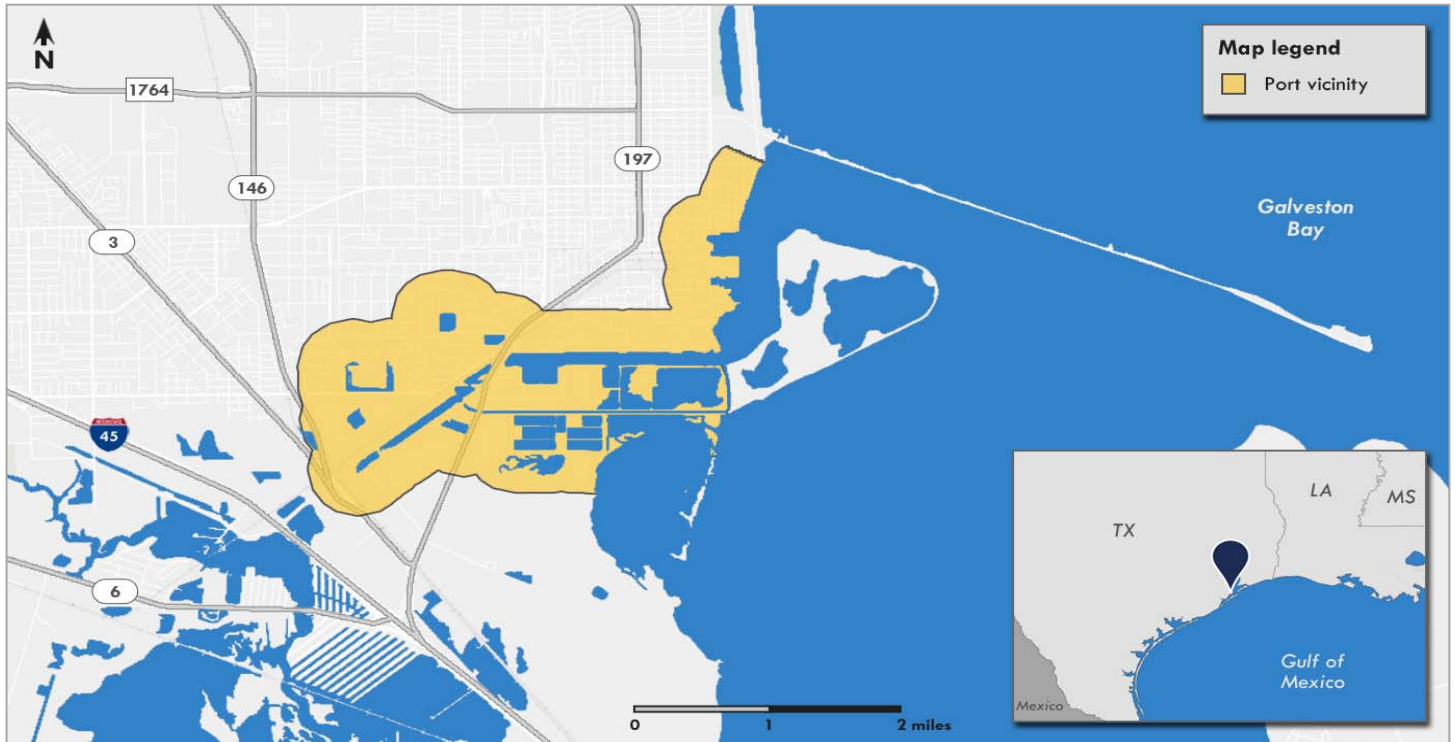 N
Map legend
Port vicinity
1764
197
146
3
Galveston
Bay
INTERSTATE
45
6
0
1
2 miles
TX
LA
MS
Gulf of
Mexico
Mexico